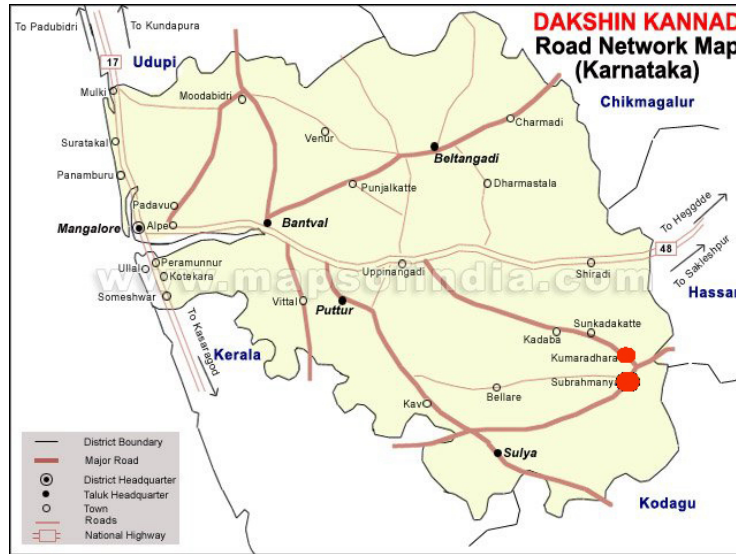 DAKSHIN KANNAD
Road Network Map
(Karnataka)
To Padubidri
To Kundapura
17
Udupi
Chikmagalur
Mulki
Moodabidri
Charmadi
Suratakal
Venur
Beltangadi
Panamburu
Punjalkatte
Dharmastala
Padavu
Alpe
Bantval
Mangalore
To Heggdde
48
To Sakleshpur
Peramunnur
Ullal
Kotekara
Uppinangadi
Shiradi
www.mapsofindia.com
Hassan
Someshwar
Vittal
Puttur
To Kasaragod
Kerala
Sunkadakatte
Kadaba
Kumaradhara
Subrahmany
Bellare
Kav
Sulya
Kodagu
District Boundary
Major Road
District Headquarter
Taluk Headquarter
Town
Roads
National Highway